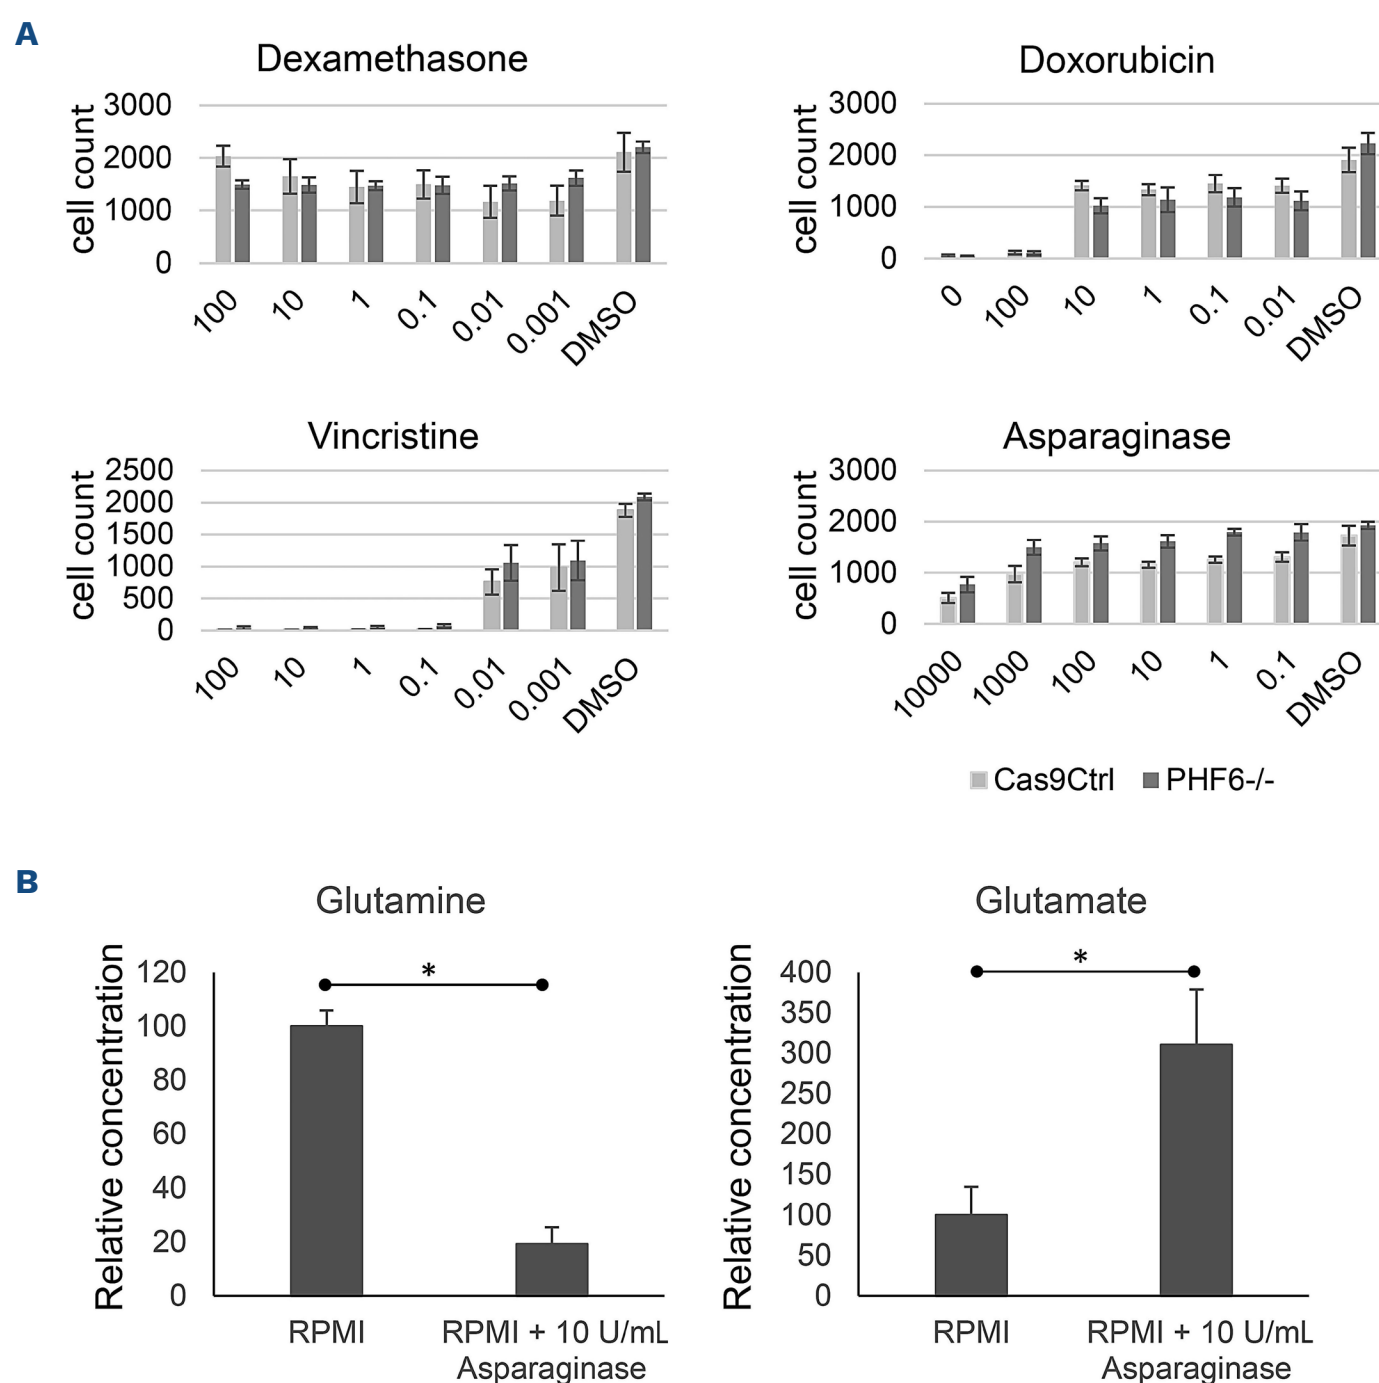 A
Dexamethasone
cell count
3000
2000
1000
0
100
10
1
0.1
0.01
0.001
DMSO
Doxorubicin
cell count
3000
2000
1000
0
0
100
10
1
0.1
0.01
DMSO
Vincristine
cell count
2500
2000
1500
1000
500
0
100
10
1
0.1
0.01
0.001
DMSO
Asparaginase
cell count
3000
2000
1000
0
10000
1000
100
10
1
0.1
DMSO
Cas9Ctrl
PHF6-/-
B
Glutamine
Relative concentration
120
100
80
60
40
20
0
*
RPMI
RPMI + 10 U/mL
Asparaginase
Glutamate
Relative concentration
400
350
300
250
200
150
100
50
0
*
RPMI
RPMI + 10 U/mL
Asparaginase